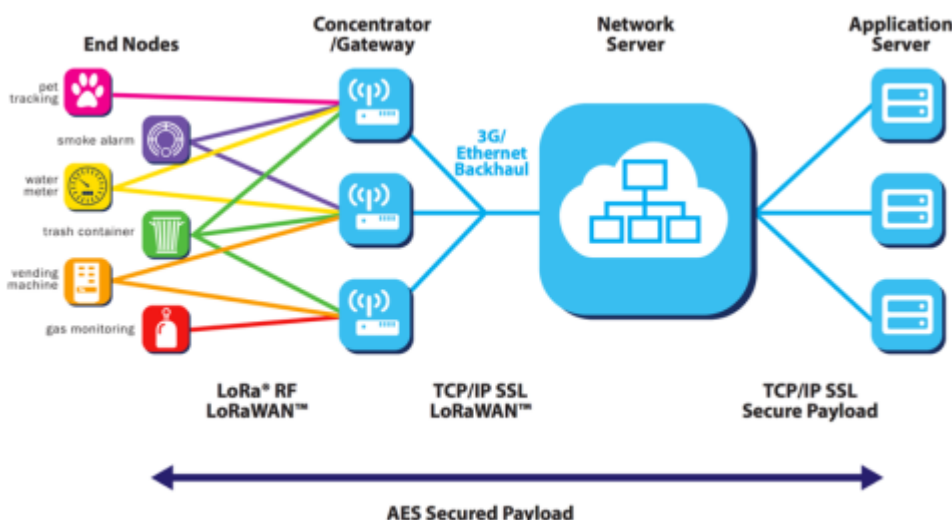 End Nodes
Concentrator
/Gateway
Network
Server
Application
Server
pet
tracking
smoke alarm
water
meter
trash container
vending
machine
gas monitoring
3G/
Ethernet
Backhaul
LoRa® RF
LoRaWAN™
TCP/IP SSL
LoRaWAN™
TCP/IP SSL
Secure Payload
AES Secured Payload